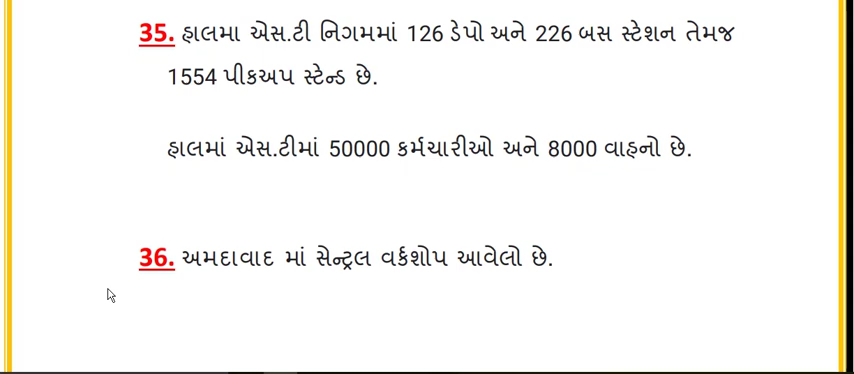 35. હાલમા એસ.ટી નિગમમાં 126 ડેપો અને 226 બસ સ્ટેશન તેમજ
1554 પીકઅપ સ્ટેન્ડ છે.
હાલમાં એસ.ટીમાં 50000 કર્મચારીઓ અને 8000 વાહનો છે.
36. અમદાવાદ માં સેન્ટ્રલ વર્કશોપ આવેલો છે.